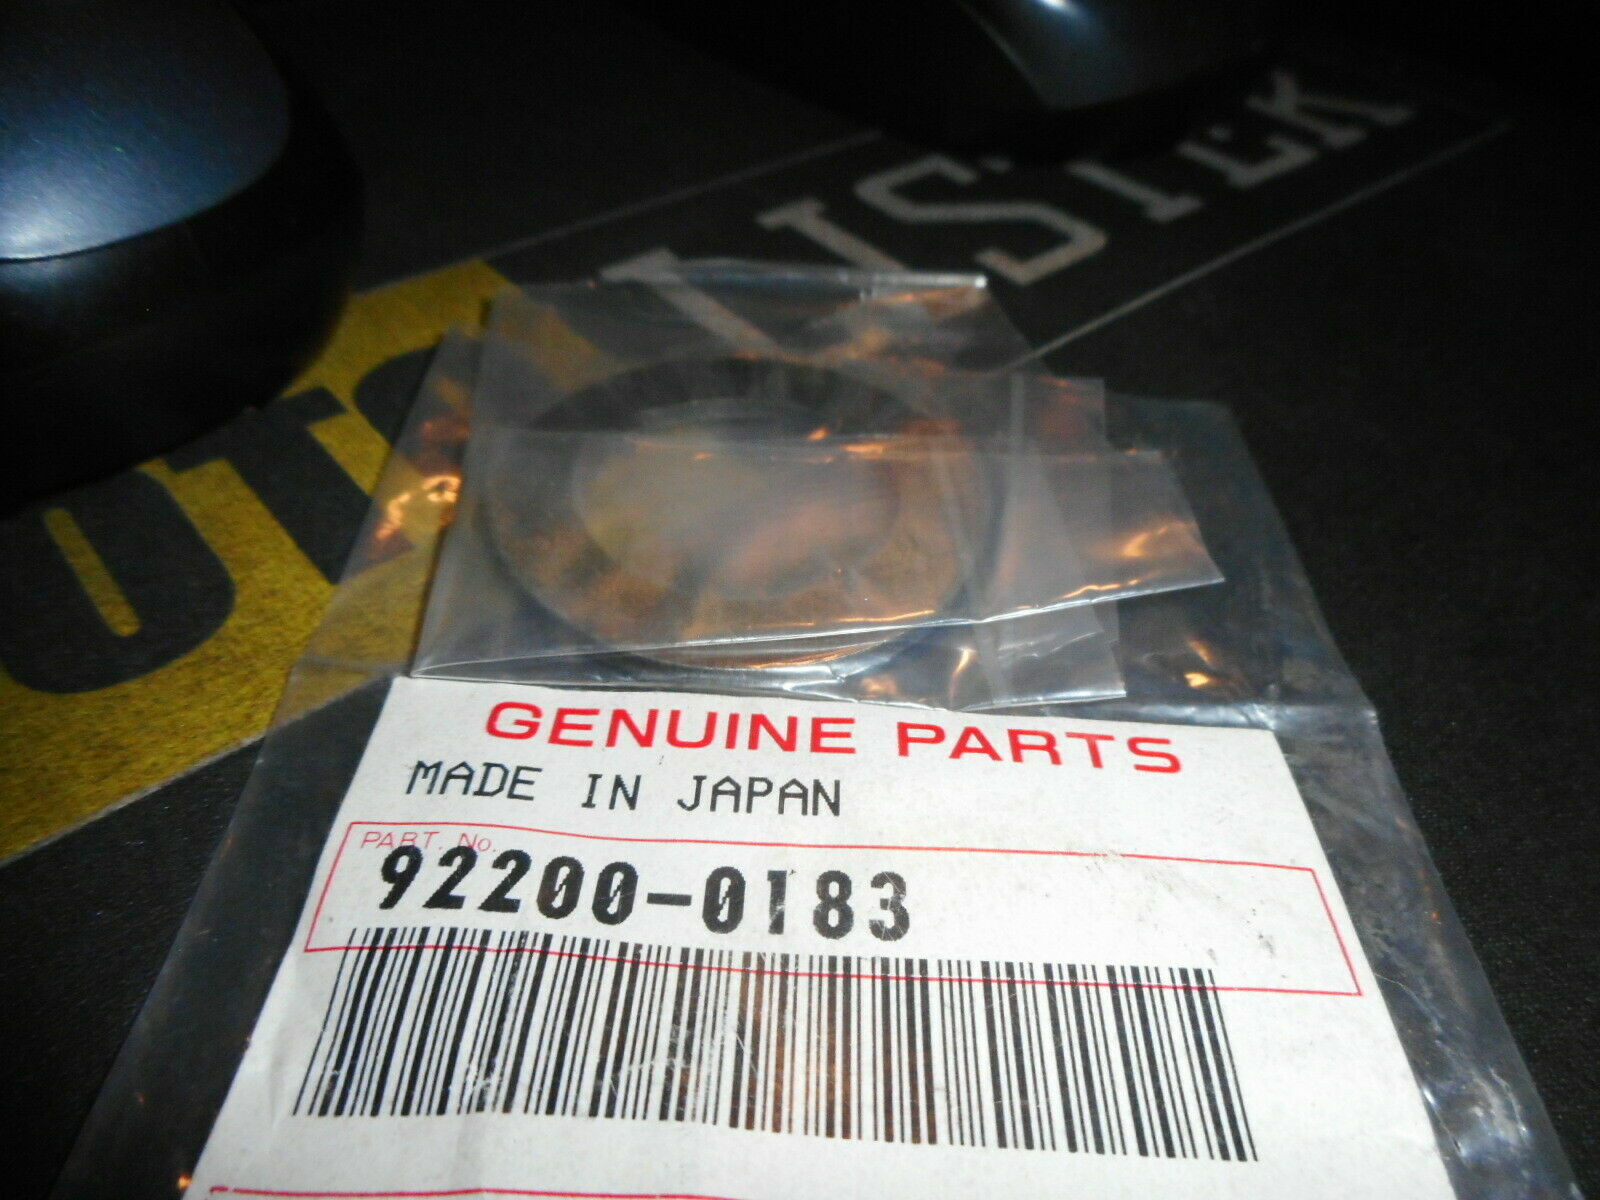 GENUINE PARTS
MADE IN JAPAN
PART. No.
92200-0183